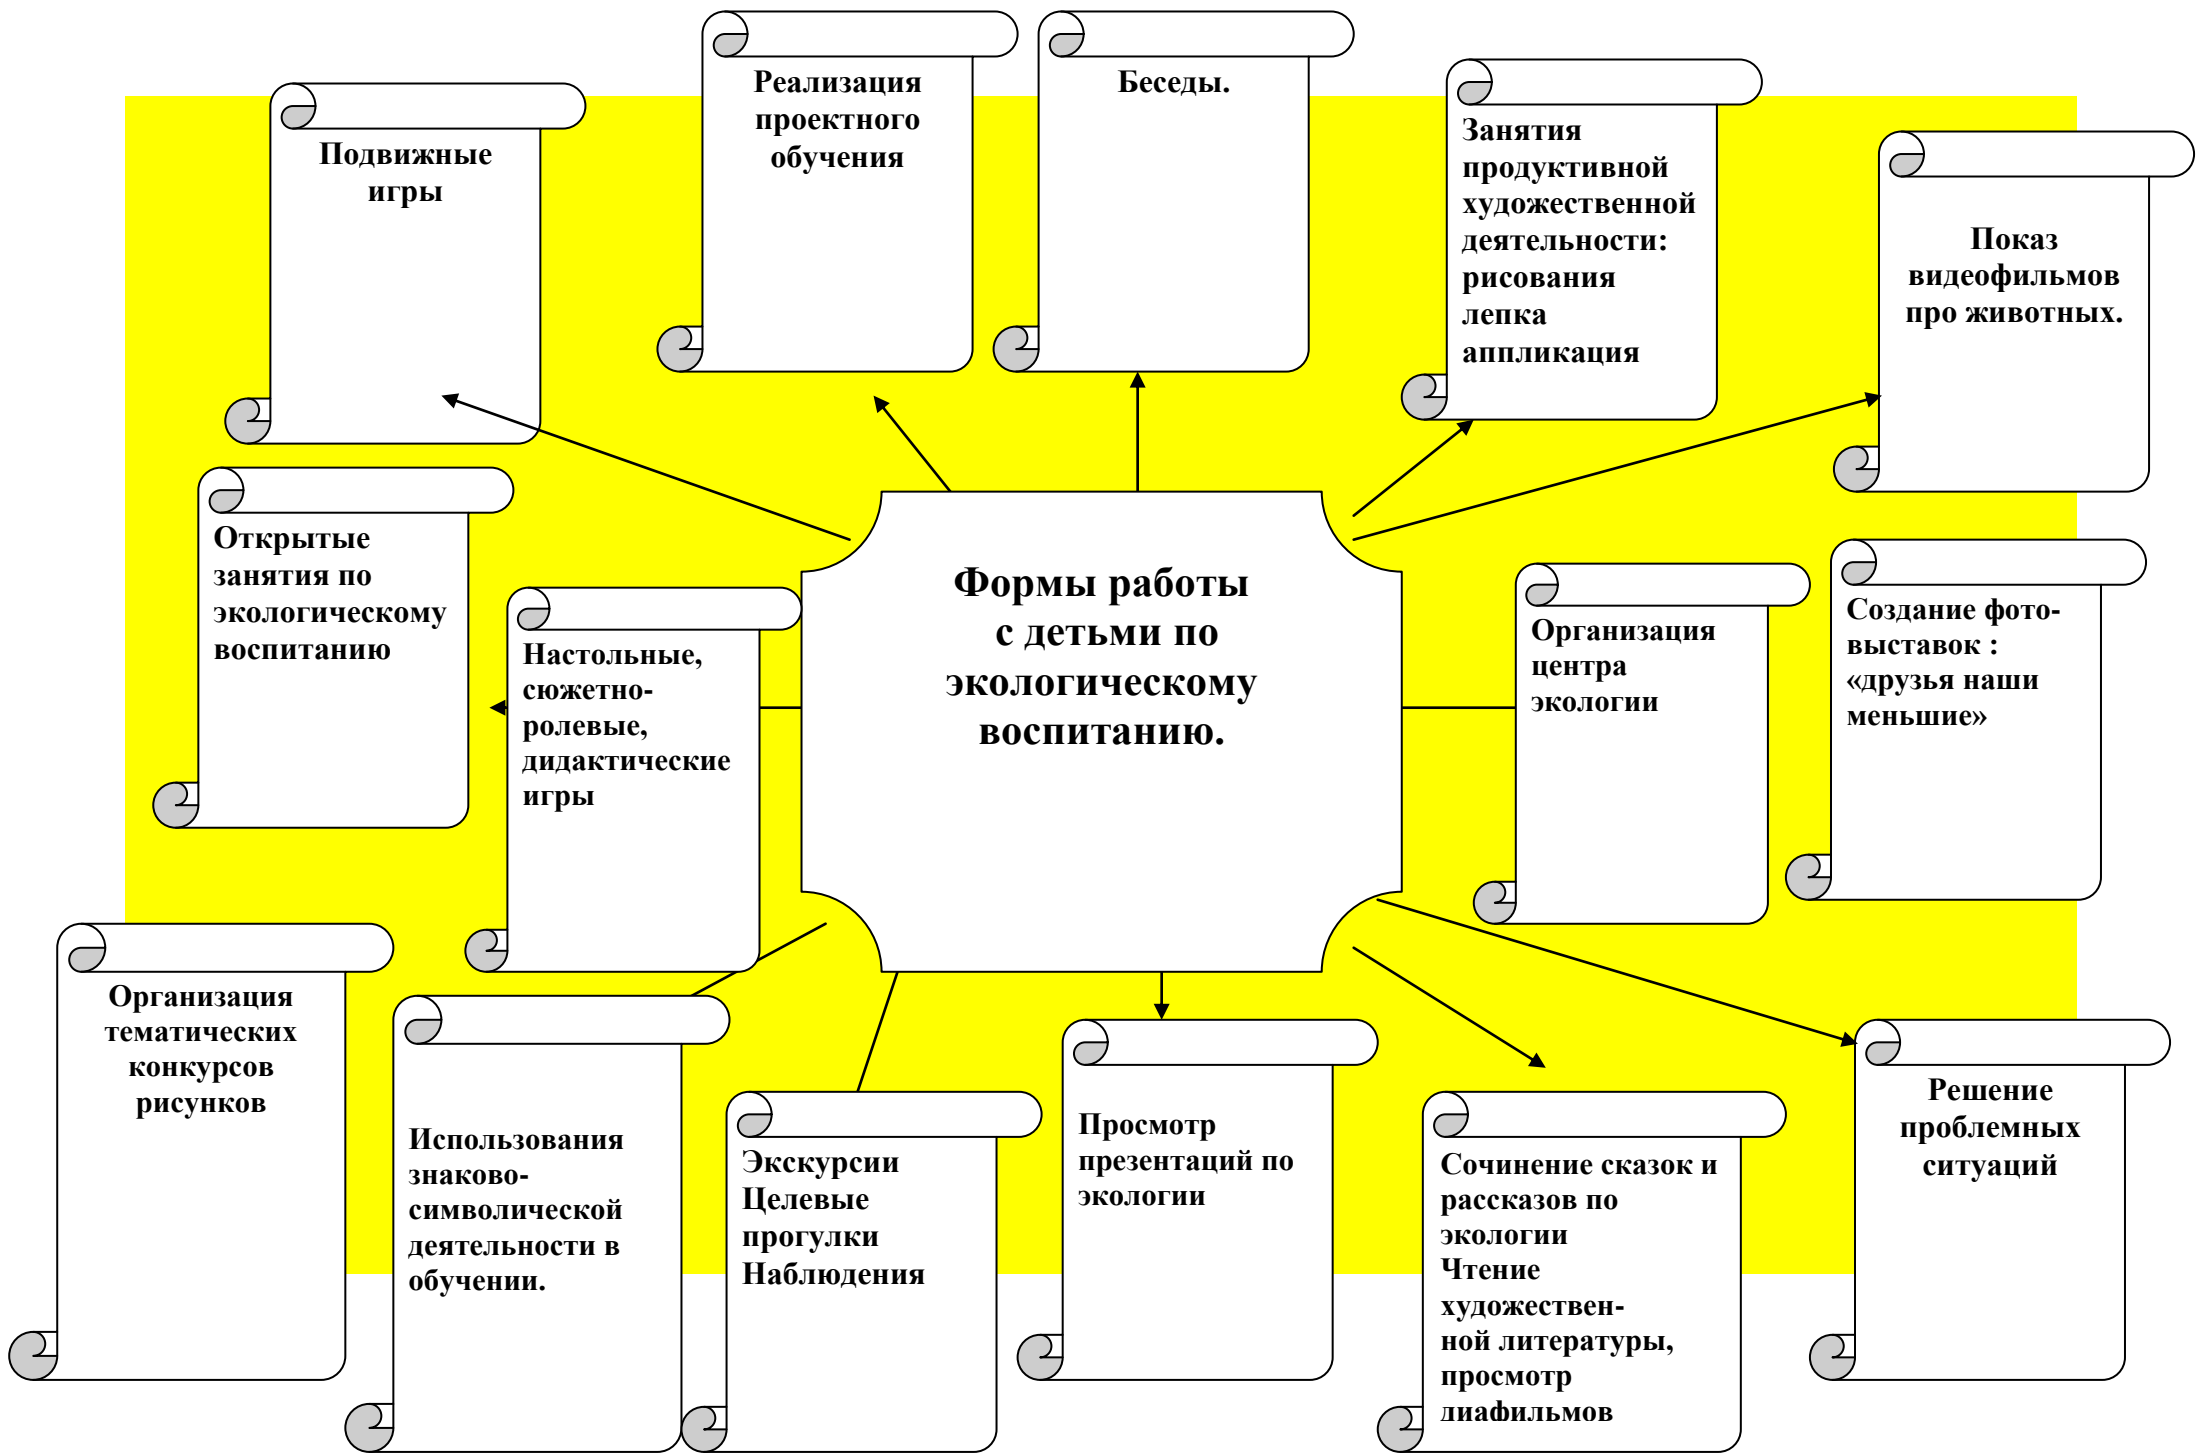 Подвижные
игры
Реализация
проектного
обучения
Беседы.
Занятия
продуктивной
художественной
деятельности:
рисования
лепка
аппликация
Показ
видеофильмов
про животных.
Открытые
занятия по
экологическому
воспитанию
Настольные,
сюжетно-
ролевые,
дидактические
игры
Формы работы
с детьми по
экологическому
воспитанию.
Организация
центра
экологии
Создание фото-
выставок :
«друзья наши
меньшие»
Организация
тематических
конкурсов
рисунков
Использования
знаково-
символической
деятельности в
обучении.
Экскурсии
Целевые
прогулки
Наблюдения
Просмотр
презентаций по
экологии
Сочинение сказок и
рассказов по
экологии
Чтение
художествен-
ной литературы,
просмотр
диафильмов
Решение
проблемных
ситуаций